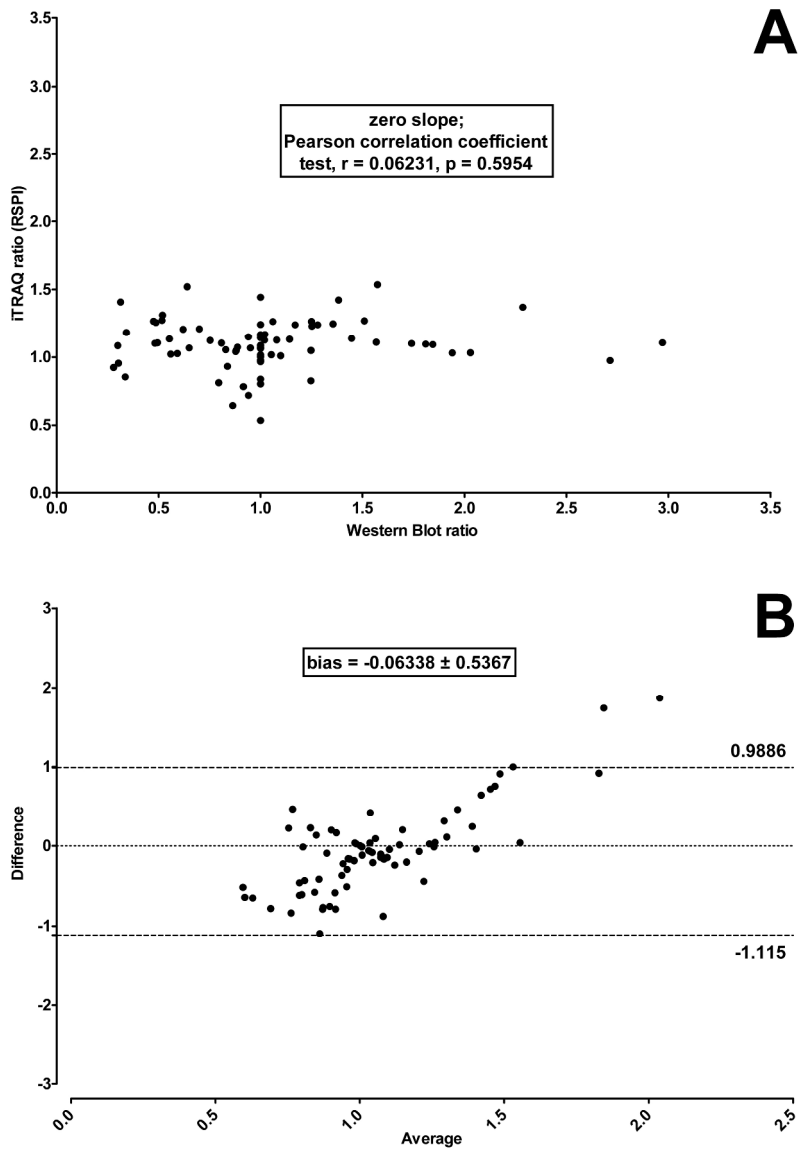 A
3.5
3.0
2.5
2.0
1.5
1.0
0.5
0.0
iTRAQ ratio (RSPI)
zero slope;
Pearson correlation coefficient
test, r = 0.06231, p = 0.5954
0.0 0.5 1.0 1.5 2.0 2.5 3.0 3.5
Western Blot ratio
B
3
2
1
0
-1
-2
-3
Difference
bias = -0.06338 ± 0.5367
0.9886
-1.115
0.0 0.5 1.0 1.5 2.0 2.5
Average